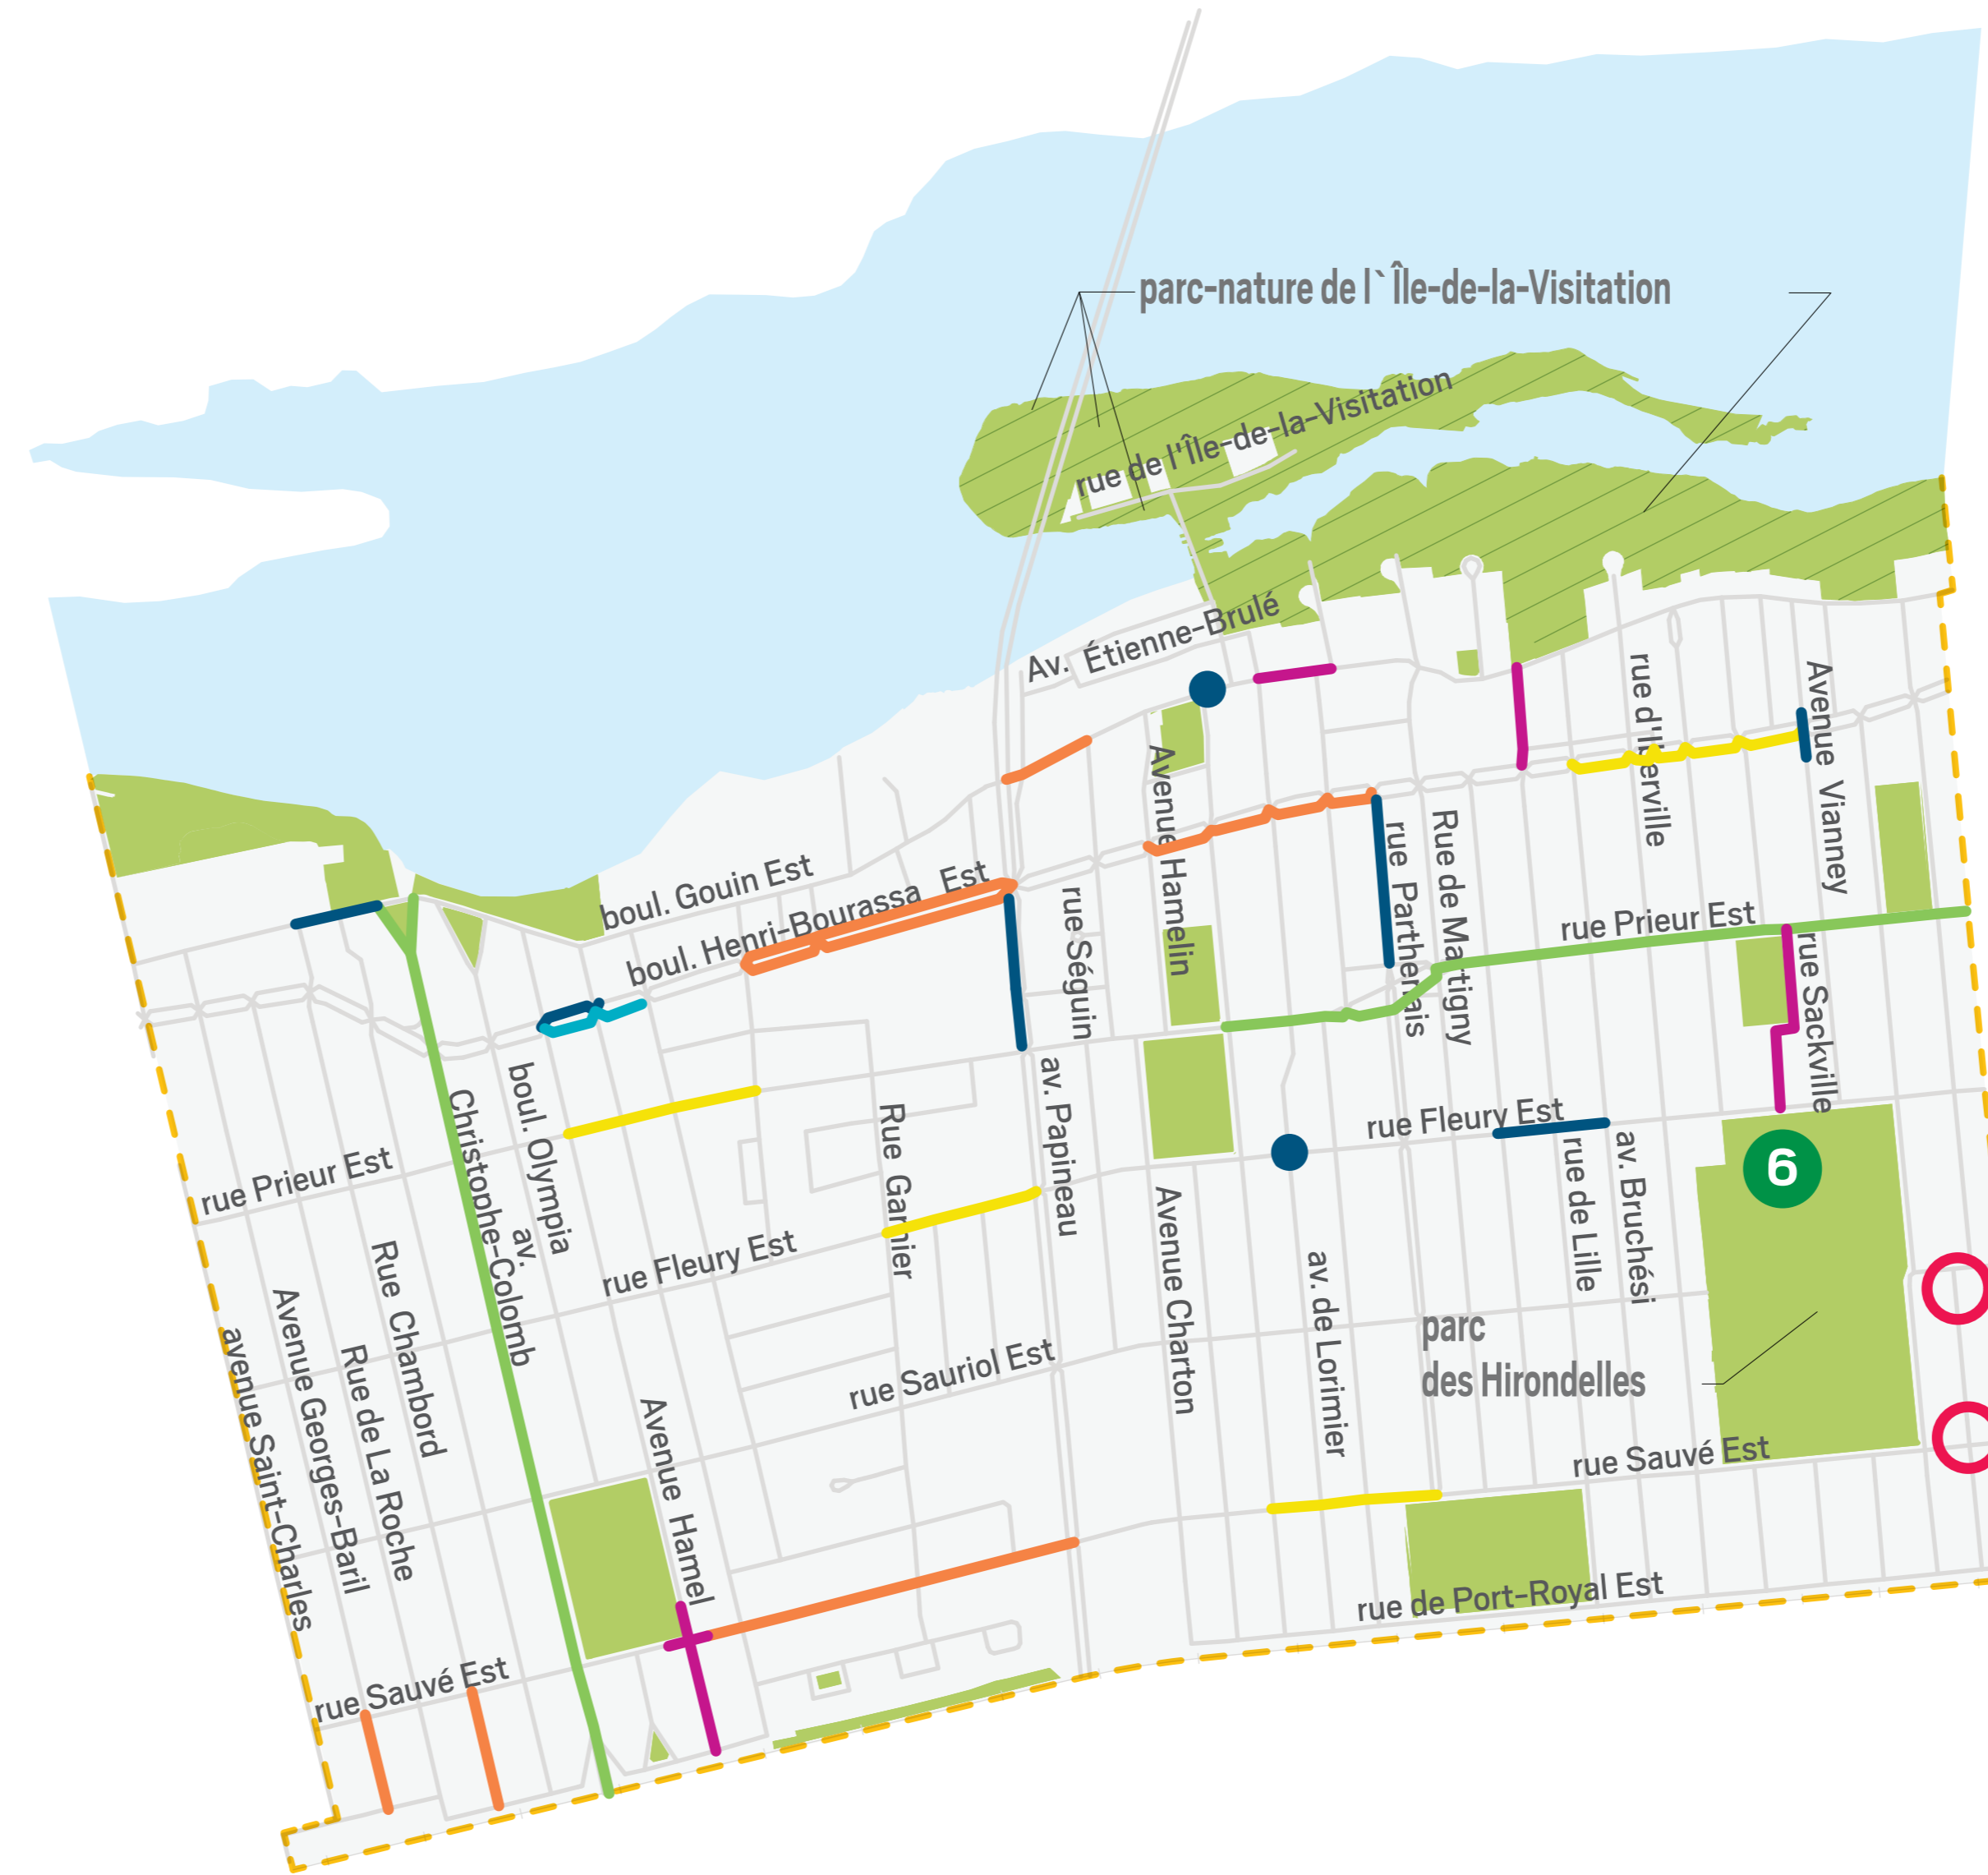 parc-nature de l`Île-de-la-Visitation
rue de l'Île-de-la-Visitation
Av. Étienne-Brulé
rue d'Iberville
Avenue Vianney
Avenue Hamelin
rue Parthenais
Rue de Martigny
boul. Gouin Est
boul. Henri-Bourassa Est
rue Séguin
rue Prieur Est
rue Sackville
boul. Olympia
av. Christophe-Colomb
av. Papineau
rue Fleury Est
rue de Lille
av. Bruchési
6
rue Prieur Est
Rue Garnier
rue Fleury Est
Avenue Charton
av. de Lorimier
Rue Chambord
Avenue Georges-Baril
Rue de La Roche
avenue Saint-Charles
rue Sauriol Est
parc
des Hirondelles
Avenue Hamel
rue Sauvé Est
rue de Port-Royal Est
rue Sauvé Est